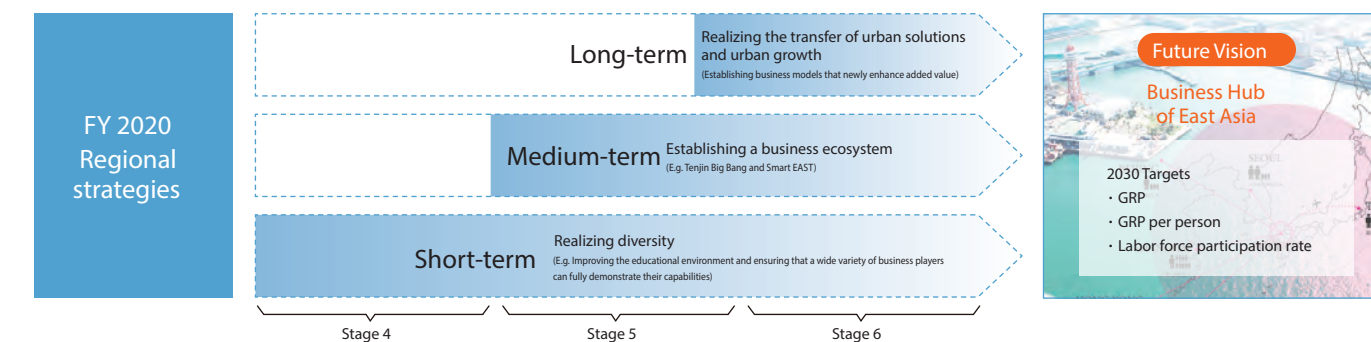 FY 2020
Regional
strategies
Long-term
Realizing the transfer of urban solutions
and urban growth
(Establishing business models that newly enhance added value)
Medium-term
Establishing a business ecosystem
(E.g. Tenjin Big Bang and Smart EAST)
Short-term
Realizing diversity
(E.g. Improving the educational environment and ensuring that a wide variety of business players
can fully demonstrate their capabilities)
Stage 4
Stage 5
Stage 6
Future Vision
Business Hub
of East Asia
SEOUL
2030 Targets
・GRP
・GRP per person
・Labor force participation rate